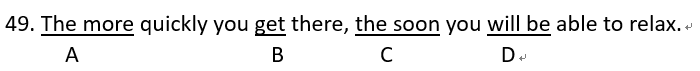 49. The more quickly you get there, the soon you will be able to relax.
A B C D